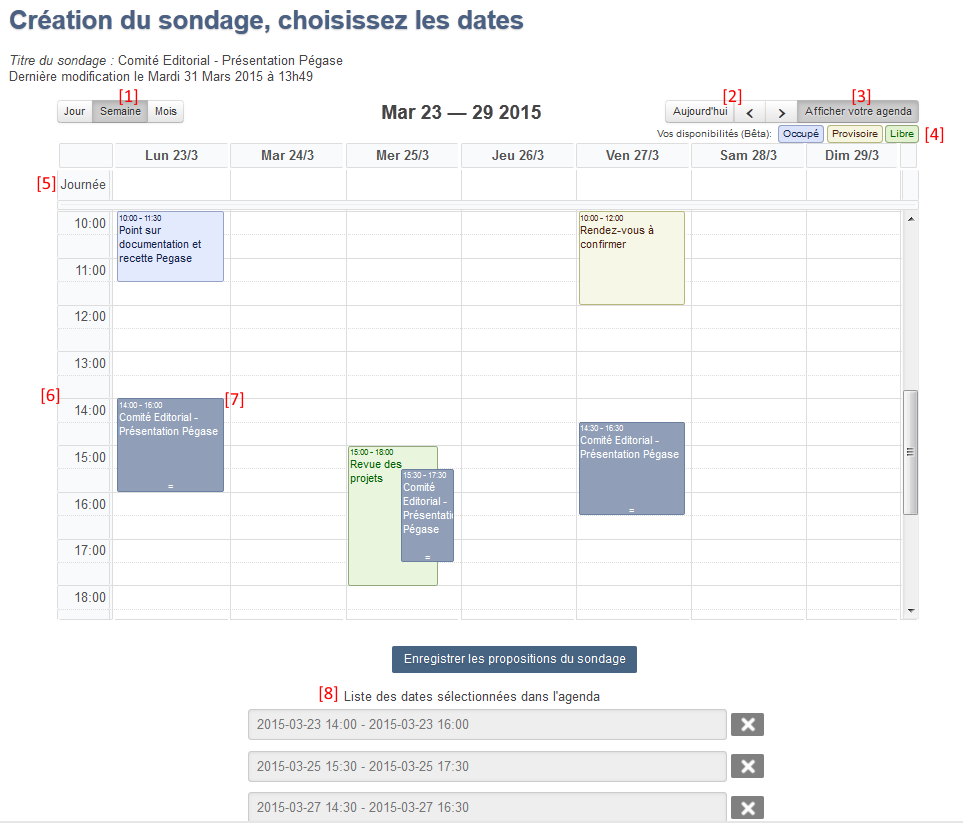 Création du sondage, choisissez les dates
Titre du sondage : Comité Editorial - Présentation Pégase
Dernière modification le Mardi 31 Mars 2015 à 13h49
[1] [2] [3]
Jour Semaine Mois Mar 23 — 29 2015 Aujourd'hui < > Afficher votre agenda
Vos disponibilités (Bêta): Occupé Provisoire Libre [4]
Lun 23/3 Mar 24/3 Mer 25/3 Jeu 26/3 Ven 27/3 Sam 28/3 Dim 29/3
[5] Journée
10:00
11:00
12:00
13:00
14:00
15:00
16:00
17:00
18:00
10:00 - 11:30
Point sur
documentation et
recette Pegase
[6]
14:00 - 16:00
Comité Editorial -
Présentation Pégase
[7]
15:00 - 18:00
Revue des
projets
15:30 - 17:30
Comité
Editorial -
Présentati
Pégase
10:00 - 12:00
Rendez-vous à
confirmer
14:30 - 16:30
Comité Editorial -
Présentation Pégase
Enregistrer les propositions du sondage
[8] Liste des dates sélectionnées dans l'agenda
2015-03-23 14:00 - 2015-03-23 16:00
2015-03-25 15:30 - 2015-03-25 17:30
2015-03-27 14:30 - 2015-03-27 16:30